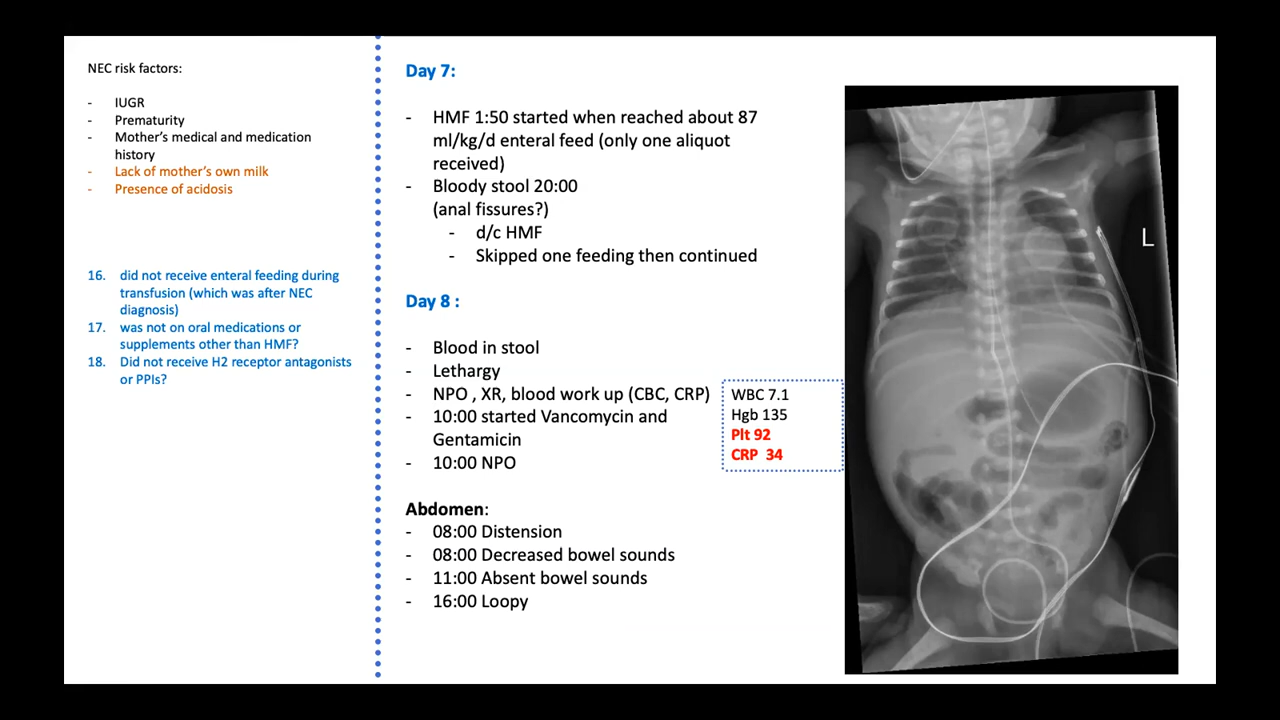 NEC risk factors:
- IUGR
- Prematurity
- Mother's medical and medication
history
- Lack of mother's own milk
- Presence of acidosis
16. did not receive enteral feeding during
transfusion (which was after NEC
diagnosis)
17. was not on oral medications or
supplements other than HMF?
18. Did not receive H2 receptor antagonists
or PPIs?
Day 7:
- HMF 1:50 started when reached about 87
ml/kg/d enteral feed (only one aliquot
received)
- Bloody stool 20:00
(anal fissures?)
- d/c HMF
- Skipped one feeding then continued
Day 8 :
- Blood in stool
- Lethargy
- NPO , XR, blood work up (CBC, CRP)
- 10:00 started Vancomycin and
Gentamicin
- 10:00 NPO
Abdomen:
- 08:00 Distension
- 08:00 Decreased bowel sounds
- 11:00 Absent bowel sounds
- 16:00 Loopy
WBC 7.1
Hgb 135
Plt 92
CRP 34
L